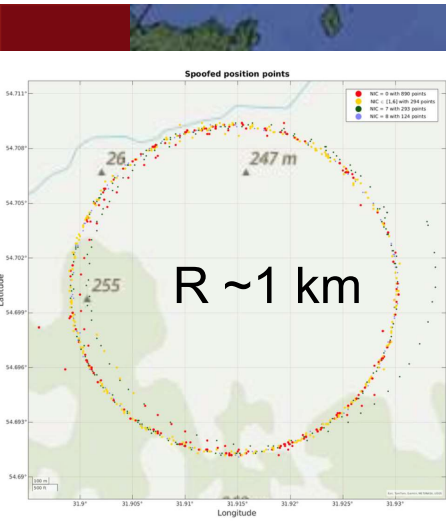 Spoofed position points
54.711°
NIC = 0 with 898 points
NIC = [1,6] with 294 points
NIC = 7 with 293 points
NIC = 8 with 124 points
54.708°
26
247 m
54.705°
54.702°
255
R ~1 km
Latitude
54.699°
54.696°
54.693°
54.69°
100 m
500 ft
31.9°
31.905°
31.91°
31.915°
31.92°
31.925°
31.93°
Longitude